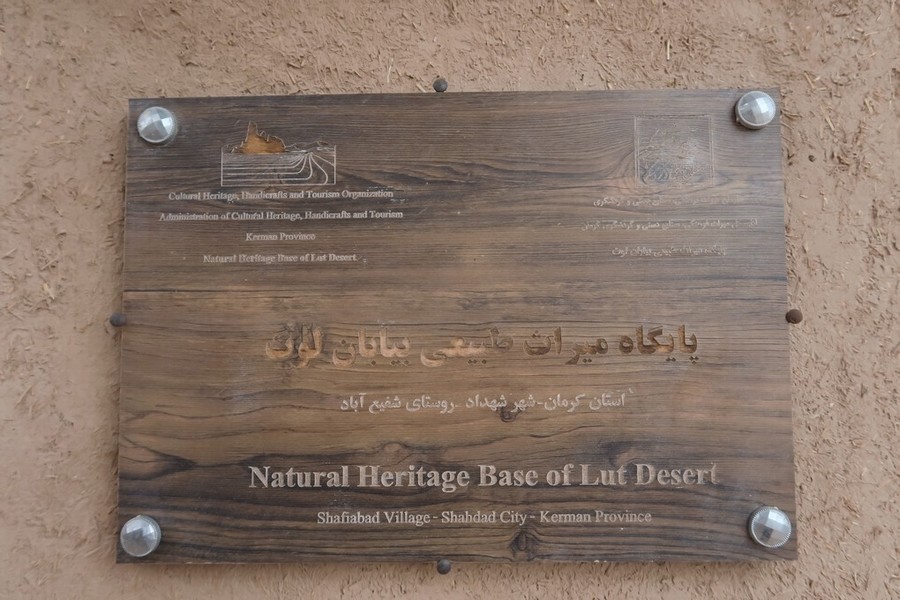 Cultural Heritage, Handicrafts and Tourism Organization
Administration of Cultural Heritage, Handicrafts and Tourism
Kerman Province
Natural Heritage Base of Lut Desert
پایگاه میراث طبیعی بیابان لوت
استان کرمان-شهر شهداد -روستای شفیع آباد
Natural Heritage Base of Lut Desert
Shafiabad Village - Shahdad City - Kerman Province